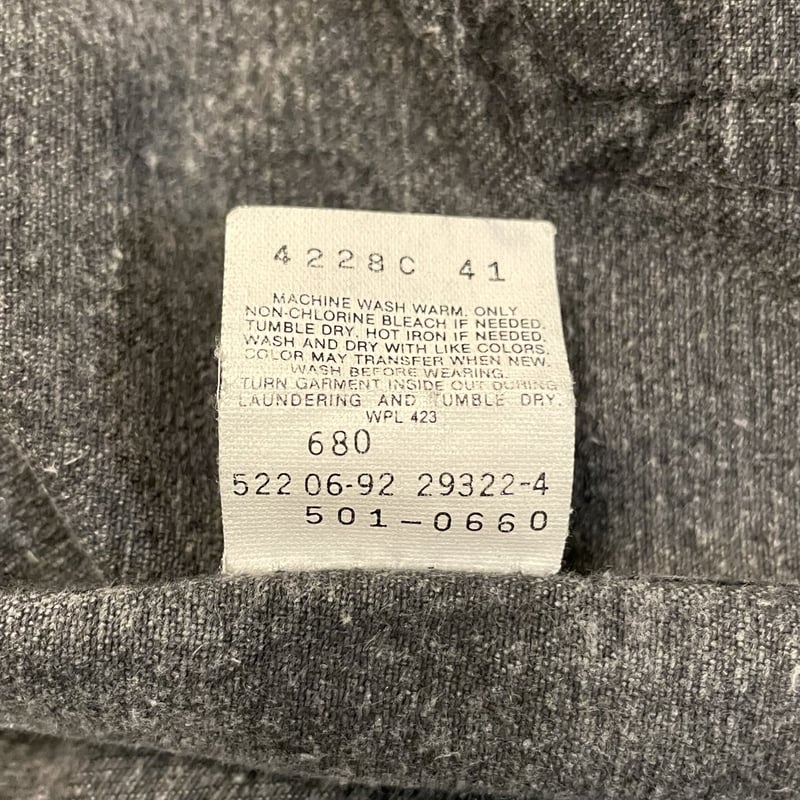 4228C 41
MACHINE WASH WARM. ONLY
NON-CHLORINE BLEACH IF NEEDED.
TUMBLE DRY. HOT IRON IF NEEDED.
WASH AND DRY WITH LIKE COLORS.
COLOR MAY TRANSFER WHEN NEW.
WASH BEFORE WEARING.
TURN GARMENT INSIDE OUT DURING
LAUNDERING AND TUMBLE DRY.
WPL 423
680
522 06-92 29322-4
501-0660